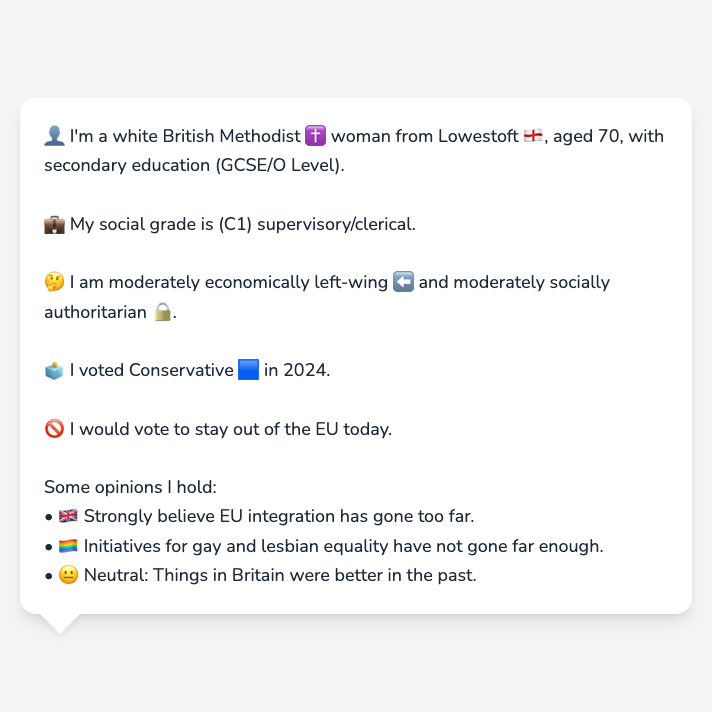 👤 I'm a white British Methodist ✝️ woman from Lowestoft 🏴󠁧󠁢󠁥󠁮󠁧󠁿, aged 70, with
secondary education (GCSE/O Level).
💼 My social grade is (C1) supervisory/clerical.
🤔 I am moderately economically left-wing ⬅️ and moderately socially
authoritarian 🔒.
🗳️ I voted Conservative 🟦 in 2024.
🚫 I would vote to stay out of the EU today.
Some opinions I hold:
• 🇬🇧 Strongly believe EU integration has gone too far.
• 🏳️‍🌈 Initiatives for gay and lesbian equality have not gone far enough.
• 😐 Neutral: Things in Britain were better in the past.